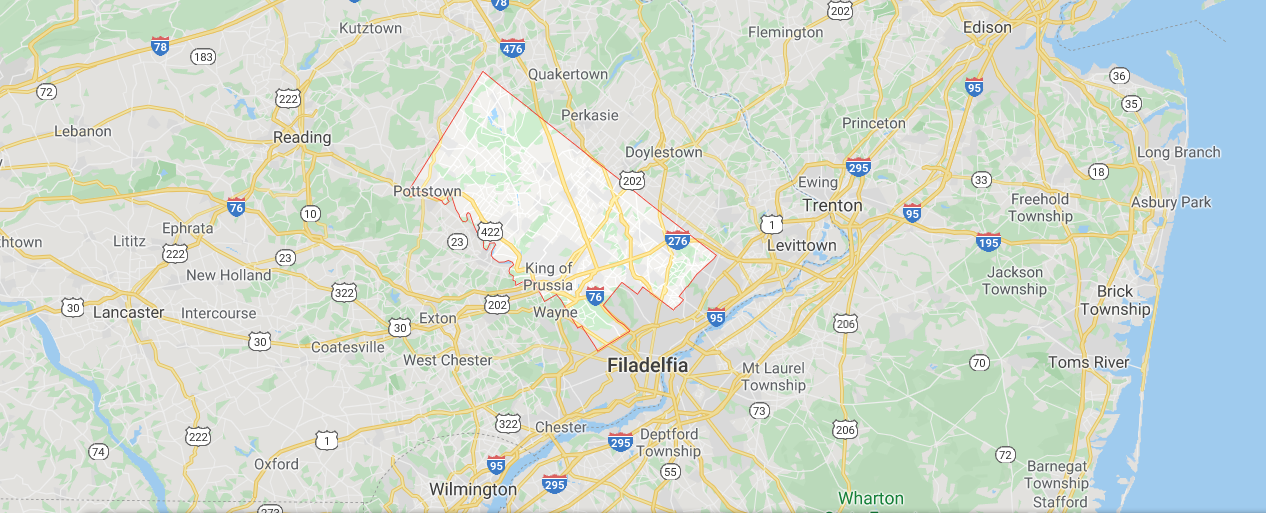 78
202
Kutztown
Flemington
Edison
78
476
183
Quakertown
36
72
222
95
35
Perkasie
Lebanon
Reading
Princeton
Doylestown
Long Branch
295
202
Ewing
33
18
Pottstown
Freehold
Township
Asbury Park
76
10
Trenton
95
1
Ephrata
422
23
276
195
Lititz
222
23
Levittown
New Holland
King of
Prussia
Jackson
Township
322
202
76
Brick
Township
30
Lancaster
Intercourse
Wayne
Exton
95
206
30
30
Coatesville
West Chester
Filadelfia
Mt Laurel
Township
70
Toms River
73
322
Chester
222
1
295
Deptford
Township
206
74
72
Oxford
95
55
Barnegat
Township
Wilmington
295
Wharton
Stafford
273